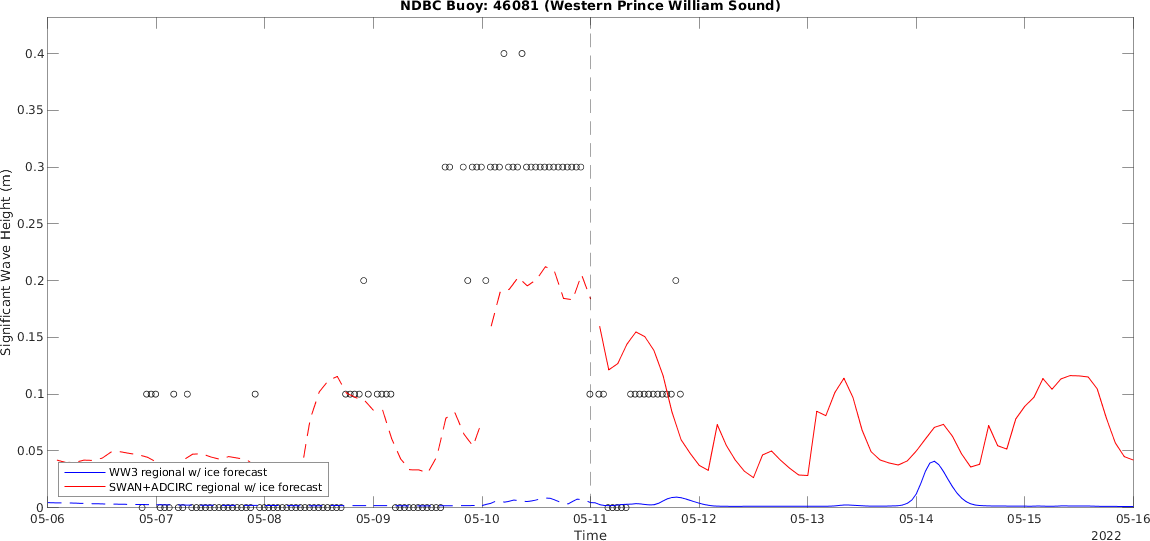 NDBC Buoy: 46081 (Western Prince William Sound)
Significant Wave Height (m)
0.4
0.35
0.3
0.25
0.2
0.15
0.1
0.05
0
WW3 regional w/ ice forecast
SWAN+ADCIRC regional w/ ice forecast
05-06 05-07 05-08 05-09 05-10 05-11 05-12 05-13 05-14 05-15 05-16
Time
2022